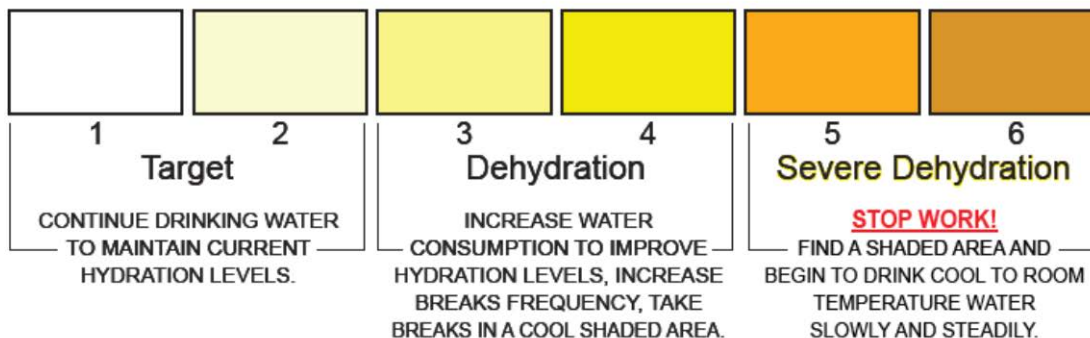 1
2
3
4
5
6
Target
Dehydration
Severe Dehydration
CONTINUE DRINKING WATER
TO MAINTAIN CURRENT
HYDRATION LEVELS.
INCREASE WATER
CONSUMPTION TO IMPROVE
HYDRATION LEVELS, INCREASE
BREAKS FREQUENCY, TAKE
BREAKS IN A COOL SHADED AREA.
STOP WORK!
FIND A SHADED AREA AND
BEGIN TO DRINK COOL TO ROOM
TEMPERATURE WATER
SLOWLY AND STEADILY.